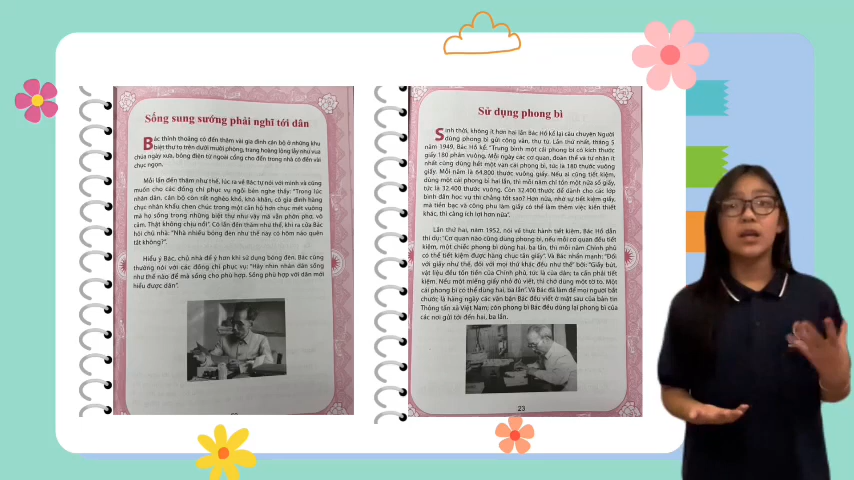 Sống sung sướng phải nghĩ tới dân
Bác thỉnh thoảng có đến thăm vài gia đình cán bộ ở những khu
biệt thự to trên dưới mười phòng, trang hoàng lộng lẫy như vua
chúa ngày xưa, bóng điện từ ngoài cổng cho đến trong nhà có đến vài
chục ngọn.
Mỗi lần đến thăm như thế, lúc ra về Bác tự nói với mình và cũng
muốn cho các đồng chí phục vụ ngồi bên nghe thấy: "Trong lúc
nhân dân, cán bộ còn rất nghèo khổ, khó khăn, có gia đình hàng
chục nhân khẩu chen chúc trong một căn hộ hơn chục mét vuông
mà họ sống trong những biệt thự như vậy mà vẫn phởn phơ, vô
cảm. Thật không chịu nổi". Có lần đến thăm như thế, khi ra cửa Bác
hỏi chủ nhà: "Nhà nhiều bóng đèn như thế này có hôm nào quên
tắt không?".
Hiểu ý Bác, chủ nhà để ý hơn khi sử dụng bóng đèn. Bác cũng
thường nói với các đồng chí phục vụ: "Hãy nhìn nhân dân sống
như thế nào để mà sống cho phù hợp. Sống phù hợp với dân mới
hiểu được dân".
Sử dụng phong bì
Sinh thời, không ít hơn hai lần Bác Hồ kể lại câu chuyện Người
dùng phong bì gửi công văn, thư từ. Lần thứ nhất, tháng 5
năm 1949, Bác Hồ kể: "Trung bình một cái phong bì có kích thước
giấy 180 phân vuông. Mỗi ngày các cơ quan, đoàn thể và tư nhân ít
nhất cũng dùng hết một vạn cái phong bì, tức là 180 thước vuông
giấy. Mỗi năm là 64.800 thước vuông giấy. Nếu ai cũng tiết kiệm,
dùng một cái phong bì hai lần, thì mỗi năm chỉ tốn một nửa số giấy,
tức là 32.400 thước vuông. Còn 32.400 thước để dành cho các lớp
bình dân học vụ thì chẳng tốt sao? Hơn nữa, nhờ sự tiết kiệm giấy,
mà tiền bạc và công phu làm giấy có thể làm thêm việc kiến thiết
khác, thì càng ích lợi hơn nữa".
Lần thứ hai, năm 1952, nói về thực hành tiết kiệm, Bác Hồ dẫn
thí dụ: "Cơ quan nào cũng dùng phong bì, nếu mỗi cơ quan đều tiết
kiệm, một chiếc phong bì dùng hai, ba lần, thì mỗi năm Chính phủ
có thể tiết kiệm được hàng chục tấn giấy". Và Bác nhấn mạnh: "Đối
với giấy như thế, đối với mọi thứ khác đều như thế" bởi: "Giấy bút,
vật liệu đều tốn tiền của Chính phủ, tức là của dân; ta cần phải tiết
kiệm. Nếu một miếng giấy nhỏ đủ viết, thì chớ dùng một tờ to. Một
cái phong bì có thể dùng hai, ba lần". Và Bác đã làm để mọi người bắt
chước là hàng ngày các văn bản Bác đều viết ở mặt sau của bản tin
Thông tấn xã Việt Nam; còn phong bì Bác đều dùng lại phong bì của
các nơi gửi tới đến hai, ba lần.
23